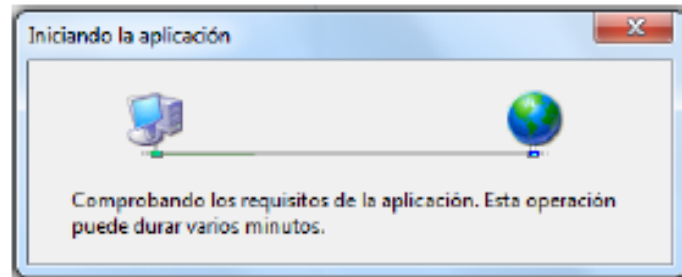 Iniciando la aplicación
Comprobando los requisitos de la aplicación. Esta operación
puede durar varios minutos.